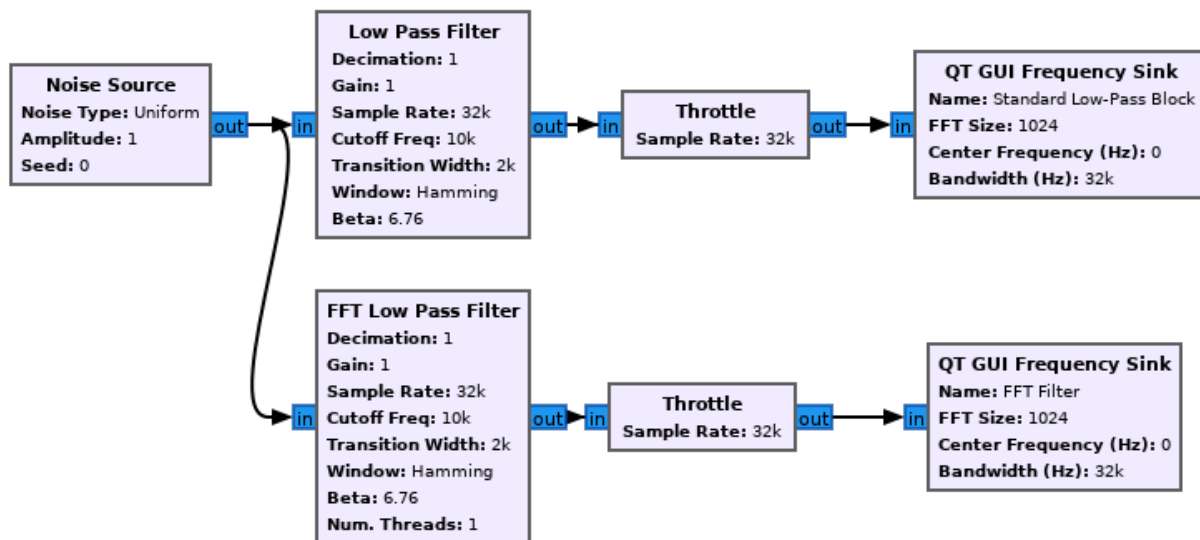 Noise Source
Noise Type: Uniform
Amplitude: 1
Seed: 0
out
in
Low Pass Filter
Decimation: 1
Gain: 1
Sample Rate: 32k
Cutoff Freq: 10k
Transition Width: 2k
Window: Hamming
Beta: 6.76
out
in
Throttle
Sample Rate: 32k
out
in
QT GUI Frequency Sink
Name: Standard Low-Pass Block
FFT Size: 1024
Center Frequency (Hz): 0
Bandwidth (Hz): 32k
in
FFT Low Pass Filter
Decimation: 1
Gain: 1
Sample Rate: 32k
Cutoff Freq: 10k
Transition Width: 2k
Window: Hamming
Beta: 6.76
Num. Threads: 1
out
in
Throttle
Sample Rate: 32k
out
in
QT GUI Frequency Sink
Name: FFT Filter
FFT Size: 1024
Center Frequency (Hz): 0
Bandwidth (Hz): 32k